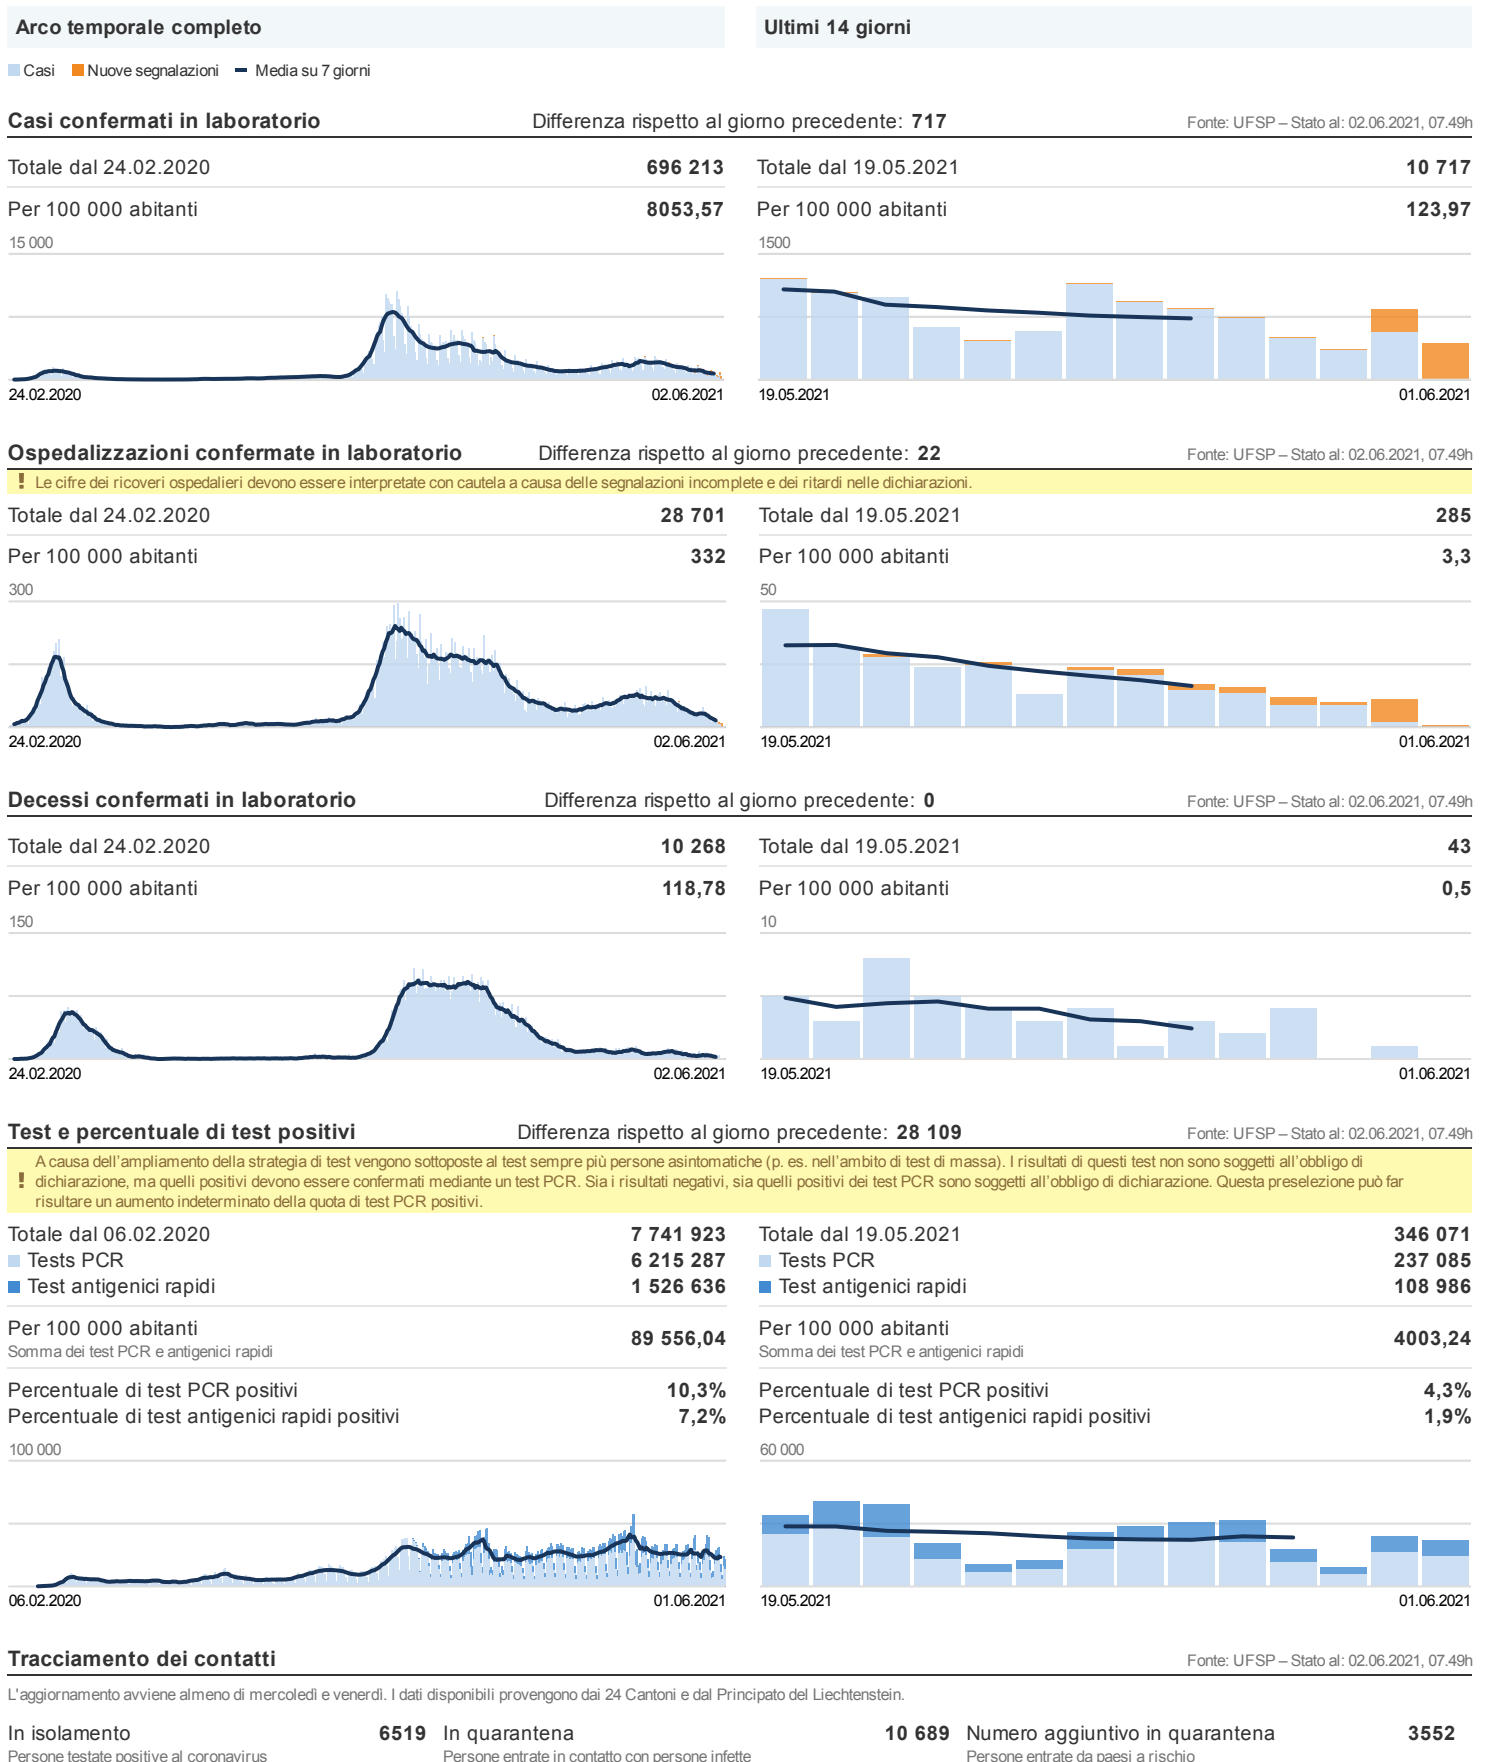 Arco temporale completo
Ultimi 14 giorni
Casi Nuove segnalazioni Media su 7 giorni
Casi confermati in laboratorio Differenza rispetto al giorno precedente: 717 Fonte: UFSP – Stato al: 02.06.2021, 07.49h
Totale dal 24.02.2020 696 213 Totale dal 19.05.2021 10 717
Per 100 000 abitanti 8053,57 Per 100 000 abitanti 123,97
15 000 1500
24.02.2020 02.06.2021 19.05.2021 01.06.2021
Ospedalizzazioni confermate in laboratorio Differenza rispetto al giorno precedente: 22 Fonte: UFSP – Stato al: 02.06.2021, 07.49h
! Le cifre dei ricoveri ospedalieri devono essere interpretate con cautela a causa delle segnalazioni incomplete e dei ritardi nelle dichiarazioni.
Totale dal 24.02.2020 28 701 Totale dal 19.05.2021 285
Per 100 000 abitanti 332 Per 100 000 abitanti 3,3
300 50
24.02.2020 02.06.2021 19.05.2021 01.06.2021
Decessi confermati in laboratorio Differenza rispetto al giorno precedente: 0 Fonte: UFSP – Stato al: 02.06.2021, 07.49h
Totale dal 24.02.2020 10 268 Totale dal 19.05.2021 43
Per 100 000 abitanti 118,78 Per 100 000 abitanti 0,5
150 10
24.02.2020 02.06.2021 19.05.2021 01.06.2021
Test e percentuale di test positivi Differenza rispetto al giorno precedente: 28 109 Fonte: UFSP – Stato al: 02.06.2021, 07.49h
A causa dell'ampliamento della strategia di test vengono sottoposte al test sempre più persone asintomatiche (p. es. nell'ambito di test di massa). I risultati di questi test non sono soggetti all'obbligo di
! dichiarazione, ma quelli positivi devono essere confermati mediante un test PCR. Sia i risultati negativi, sia quelli positivi dei test PCR sono soggetti all'obbligo di dichiarazione. Questa preselezione può far
risultare un aumento indeterminato della quota di test PCR positivi.
Totale dal 06.02.2020 7 741 923 Totale dal 19.05.2021 346 071
Tests PCR 6 215 287 Tests PCR 237 085
Test antigenici rapidi 1 526 636 Test antigenici rapidi 108 986
Per 100 000 abitanti 89 556,04 Per 100 000 abitanti 4003,24
Somma dei test PCR e antigenici rapidi Somma dei test PCR e antigenici rapidi
Percentuale di test PCR positivi 10,3% Percentuale di test PCR positivi 4,3%
Percentuale di test antigenici rapidi positivi 7,2% Percentuale di test antigenici rapidi positivi 1,9%
100 000 60 000
06.02.2020 01.06.2021 19.05.2021 01.06.2021
Tracciamento dei contatti Fonte: UFSP – Stato al: 02.06.2021, 07.49h
L'aggiornamento avviene almeno di mercoledì e venerdì. I dati disponibili provengono dai 24 Cantoni e dal Principato del Liechtenstein.
In isolamento 6519 In quarantena 10 689 Numero aggiuntivo in quarantena 3552
Persone testate positive al coronavirus Persone entrate in contatto con persone infette Persone entrate da paesi a rischio